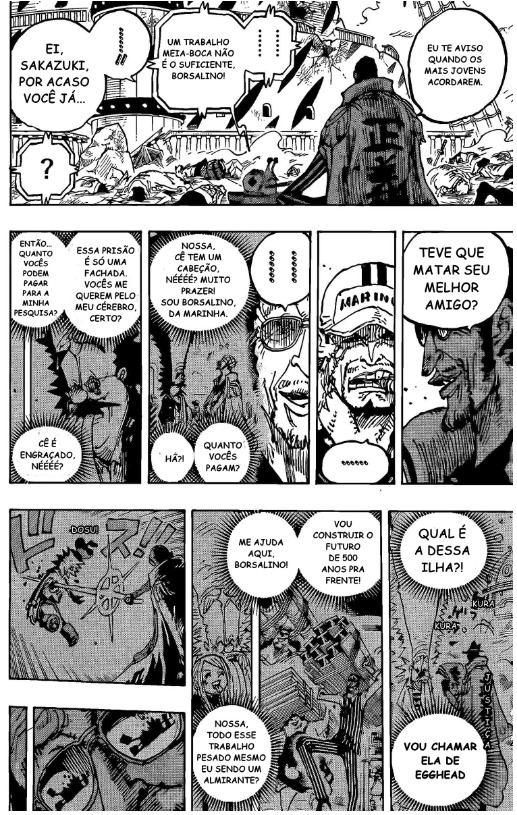 EU TE AVISO
QUANDO OS
MAIS JOVENS
ACORDAREM.
UM TRABALHO
MEIA-BOCA NÃO
É O SUFICIENTE,
BORSALINO!
EI,
SAKAZUKI,
POR ACASO
VOCÊ JÁ...
?
正義
TEVE QUE
MATAR SEU
MELHOR
AMIGO?
MARINE
NOSSA,
CÊ TEM UM
CABEÇÃO,
NÉÉÉÉ? MUITO
PRAZER!
SOU BORSALINO,
DA MARINHA.
QUANTO
VOCÊS
PAGAM?
HÃ?!
ESSA PRISÃO
É SÓ UMA
FACHADA.
VOCÊS ME
QUEREM PELO
MEU CÉREBRO,
CERTO?
ENTÃO...
QUANTO
VOCÊS
PODEM
PAGAR
PARA A
MINHA
PESQUISA?
CÊ É
ENGRAÇADO,
NÉÉÉÉ?
QUAL É
A DESSA
ILHA?!
KURA
KURA
JUSTIÇA
VOU CHAMAR
ELA DE
EGGHEAD
VOU
CONSTRUIR O
FUTURO
DE 500
ANOS PRA
FRENTE!
ME AJUDA
AQUI,
BORSALINO!
NOSSA,
TODO ESSE
TRABALHO
PESADO MESMO
EU SENDO UM
ALMIRANTE?
ドス!!!
DOSU!